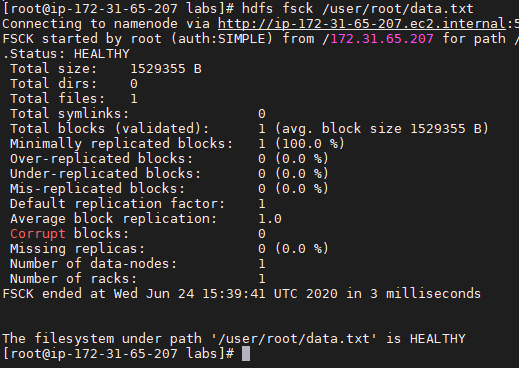 [root@ip-172-31-65-207 labs]# hdfs fsck /user/root/data.txt
Connecting to namenode via http://ip-172-31-65-207.ec2.internal:5
FSCK started by root (auth:SIMPLE) from /172.31.65.207 for path /
.Status: HEALTHY
Total size: 1529355 B
Total dirs: 0
Total files: 1
Total symlinks: 0
Total blocks (validated): 1 (avg. block size 1529355 B)
Minimally replicated blocks: 1 (100.0 %)
Over-replicated blocks: 0 (0.0 %)
Under-replicated blocks: 0 (0.0 %)
Mis-replicated blocks: 0 (0.0 %)
Default replication factor: 1
Average block replication: 1.0
Corrupt blocks: 0
Missing replicas: 0 (0.0 %)
Number of data-nodes: 1
Number of racks: 1
FSCK ended at Wed Jun 24 15:39:41 UTC 2020 in 3 milliseconds
The filesystem under path '/user/root/data.txt' is HEALTHY
[root@ip-172-31-65-207 labs]#